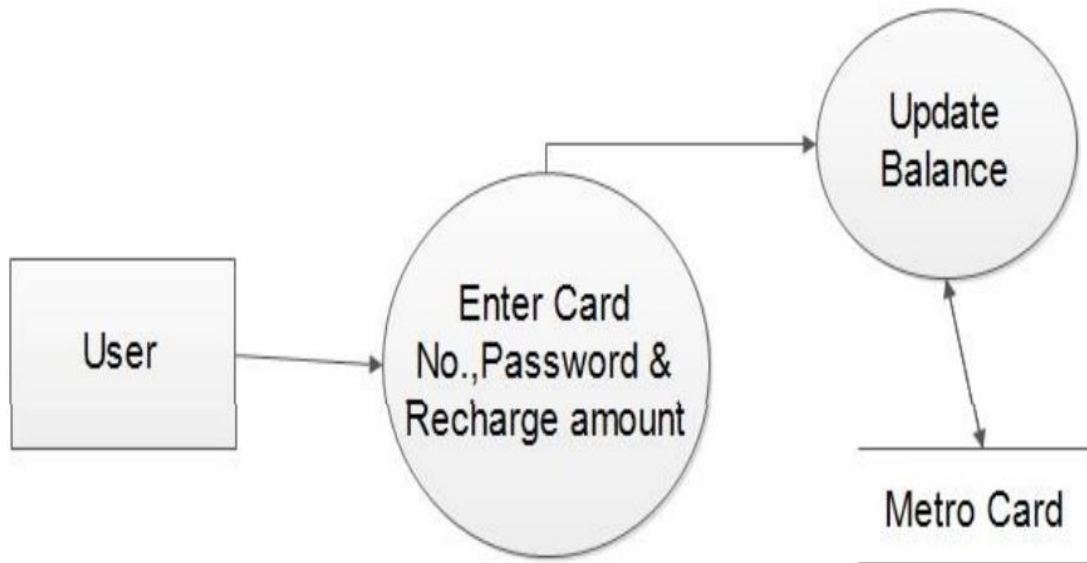 Update
Balance
User
Enter Card
No.,Password &
Recharge amount
Metro Card